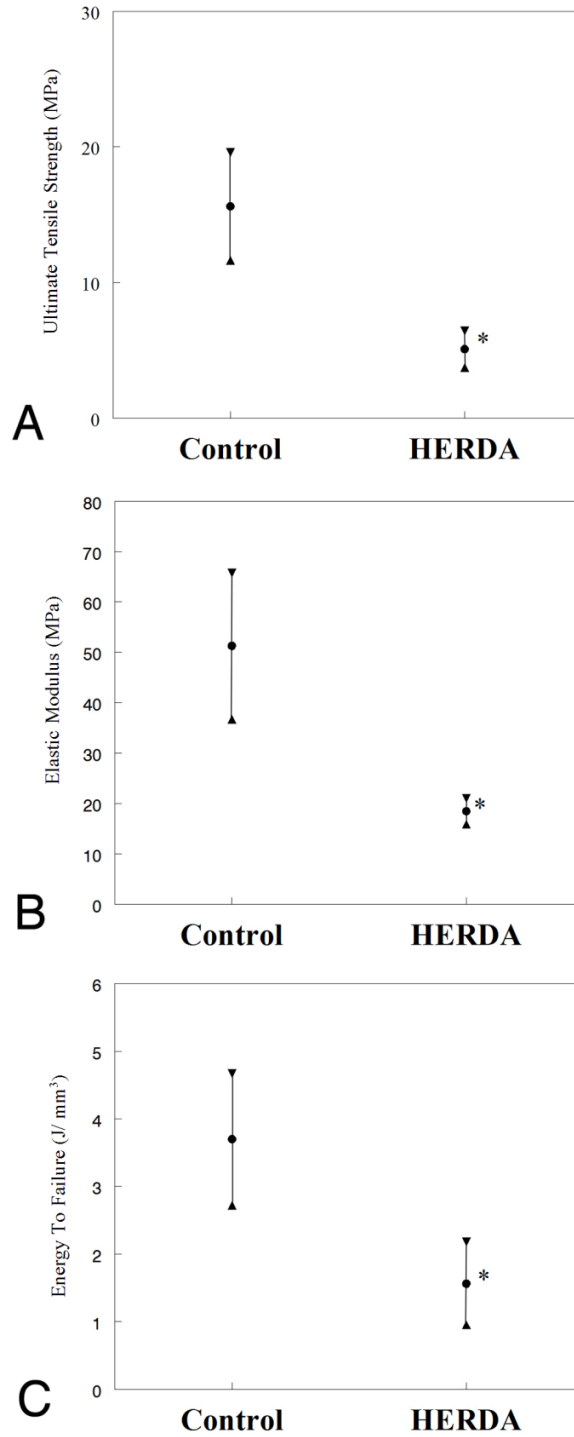 Ultimate Tensile Strength (MPa)
30
20
10
0
*
A
Control HERDA
Elastic Modulus (MPa)
80
70
60
50
40
30
20
10
0
*
B
Control HERDA
Energy To Failure (J/ mm³)
6
5
4
3
2
1
0
*
C
Control HERDA